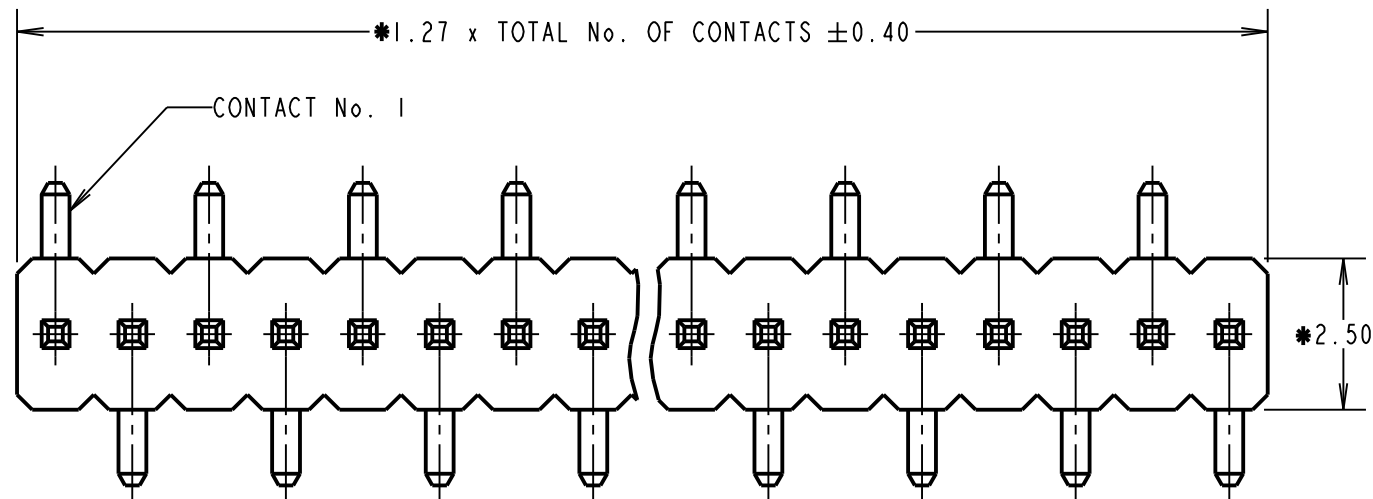 ✱1.27 x TOTAL No. OF CONTACTS ±0.40
CONTACT No. 1
✱2.50